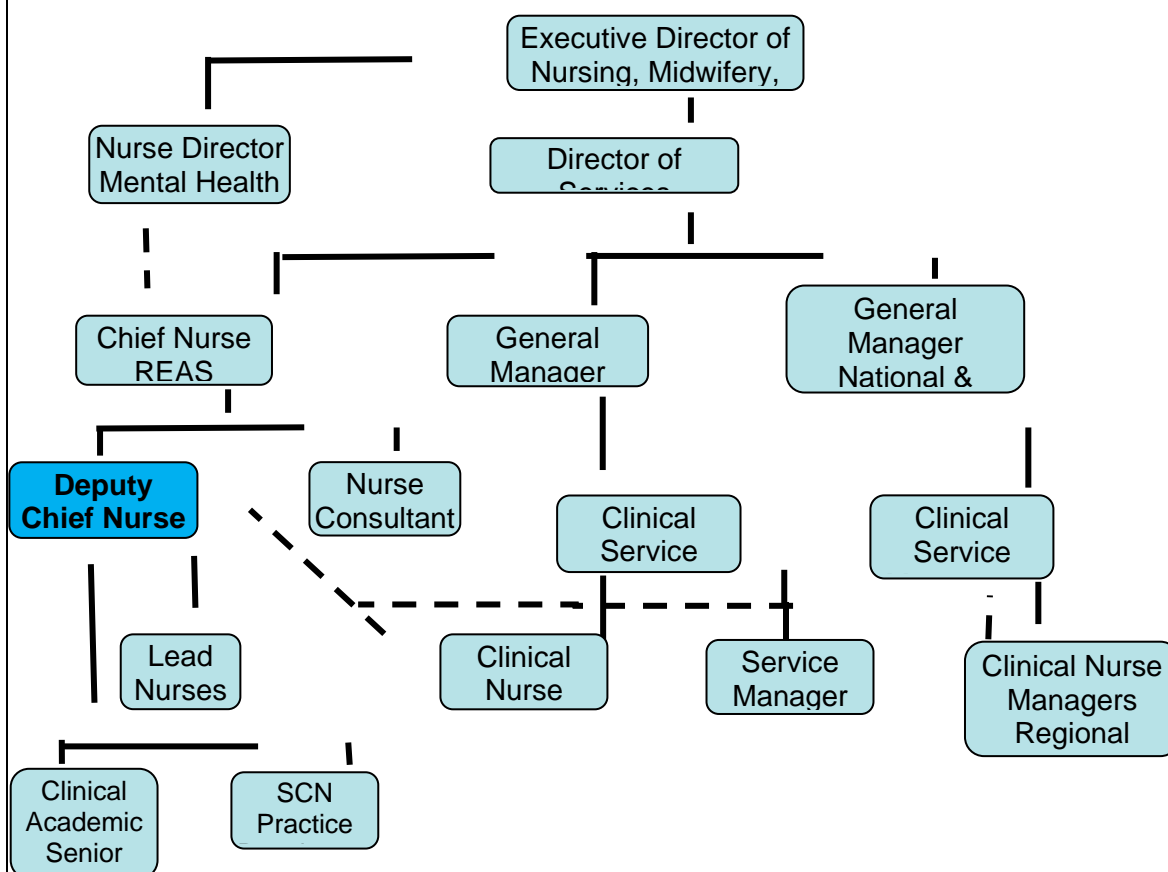 Executive Director of
Nursing, Midwifery,
Nurse Director
Mental Health
Director of
Services
Chief Nurse
REAS
General
Manager
General
Manager
National &
Deputy
Chief Nurse
Nurse
Consultant
Clinical
Service
Clinical
Service
Lead
Nurses
Clinical
Nurse
Service
Manager
Clinical Nurse
Managers
Regional
Clinical
Academic
Senior
SCN
Practice